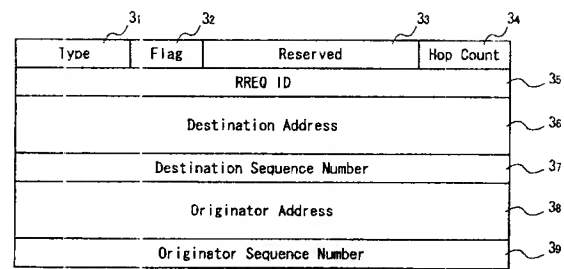 31 32 33 34
Type Flag Reserved Hop Count
RREQ ID 35
Destination Address 36
Destination Sequence Number 37
Originator Address 38
Originator Sequence Number 39